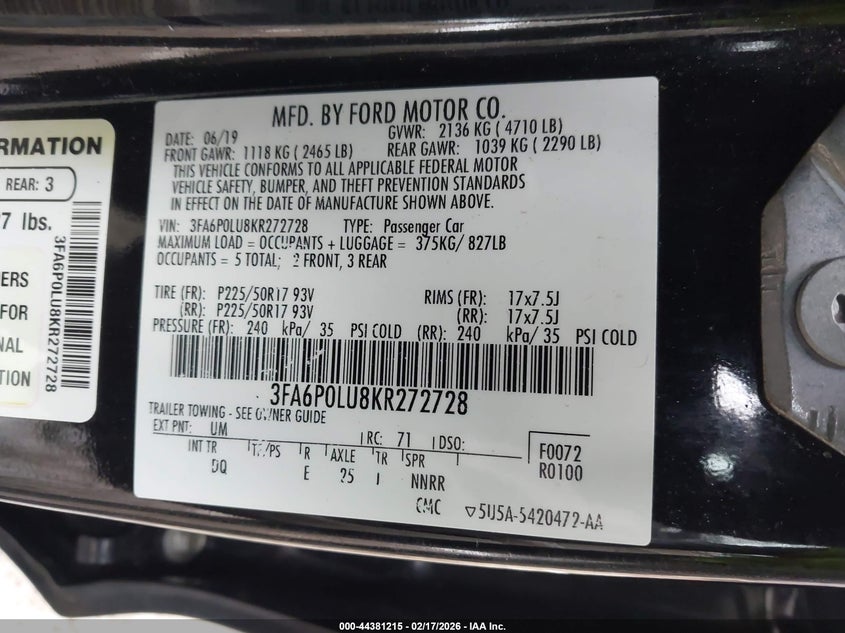 RMATION
REAR: 3
7 lbs.
ERS
FOR
NAL
TION
3FA6P0LU8KR272728
MFD. BY FORD MOTOR CO.
DATE: 06/19 GVWR: 2136 KG ( 4710 LB)
FRONT GAWR: 1118 KG ( 2465 LB) REAR GAWR: 1039 KG ( 2290 LB)
THIS VEHICLE CONFORMS TO ALL APPLICABLE FEDERAL MOTOR
VEHICLE SAFETY, BUMPER, AND THEFT PREVENTION STANDARDS
IN EFFECT ON THE DATE OF MANUFACTURE SHOWN ABOVE.
VIN: 3FA6P0LU8KR272728 TYPE: Passenger Car
MAXIMUM LOAD = OCCUPANTS + LUGGAGE = 375KG/ 827LB
OCCUPANTS = 5 TOTAL; 2 FRONT, 3 REAR
TIRE (FR): P225/50R17 93V RIMS (FR): 17x7.5J
(RR): P225/50R17 93V (RR): 17x7.5J
PRESSURE (FR): 240 kPa/ 35 PSI COLD (RR): 240 kPa/ 35 PSI COLD
3FA6P0LU8KR272728
TRAILER TOWING - SEE OWNER GUIDE
EXT PNT: UM RC: 71 DSO:
INT TR R AXLE TR SPR
DQ E 25 NNRR
F0072
R0100
CMC ▽5U5A-5420472-AA
000-44381215 - 02/17/2026 - IAA Inc.